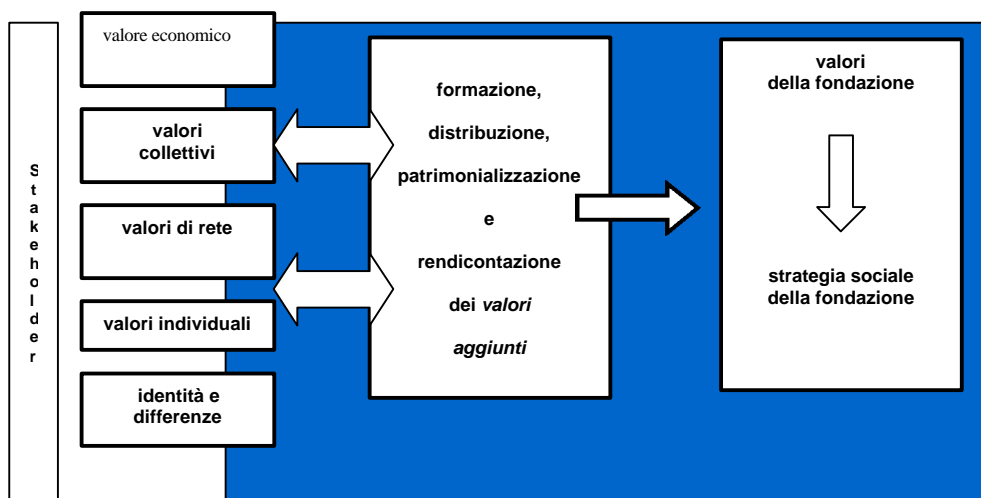 Stakeholder
valore economico
valori
collettivi
valori di rete
valori individuali
identità e
differenze
formazione,
distribuzione,
patrimonializzazione
e
rendicontazione
dei valori
aggiunti
valori
della fondazione
strategia sociale
della fondazione